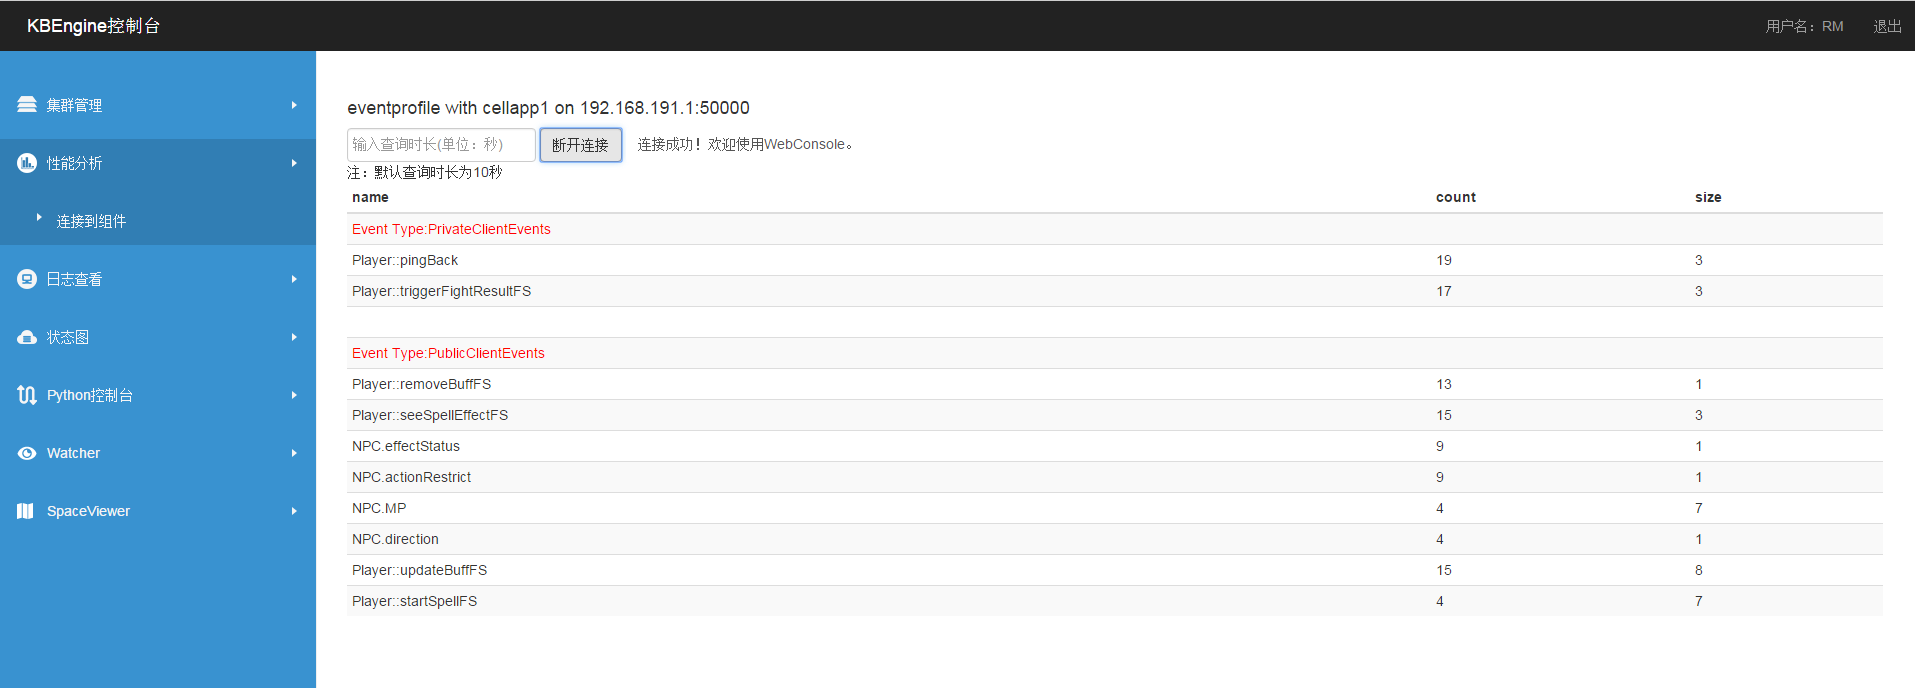 KBEngine控制台 用户名：RM 退出
集群管理
性能分析
连接到组件
日志查看
状态图
Python控制台
Watcher
SpaceViewer
eventprofile with cellapp1 on 192.168.191.1:50000
输入查询时长(单位：秒) 断开连接 连接成功！欢迎使用WebConsole。
注：默认查询时长为10秒
name count size
Event Type:PrivateClientEvents
Player::pingBack 19 3
Player::triggerFightResultFS 17 3
Event Type:PublicClientEvents
Player::removeBuffFS 13 1
Player::seeSpellEffectFS 15 3
NPC.effectStatus 9 1
NPC.actionRestrict 9 1
NPC.MP 4 7
NPC.direction 4 1
Player::updateBuffFS 15 8
Player::startSpellFS 4 7